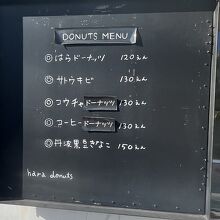 DONUTS MENU
◎はらドーナッツ 120えん
◎サトウキビ 130えん
◎コウチャドーナッツ 130えん
◎コーヒードーナッツ 130えん
◎丹波黒豆きなこ 150えん
hara donuts